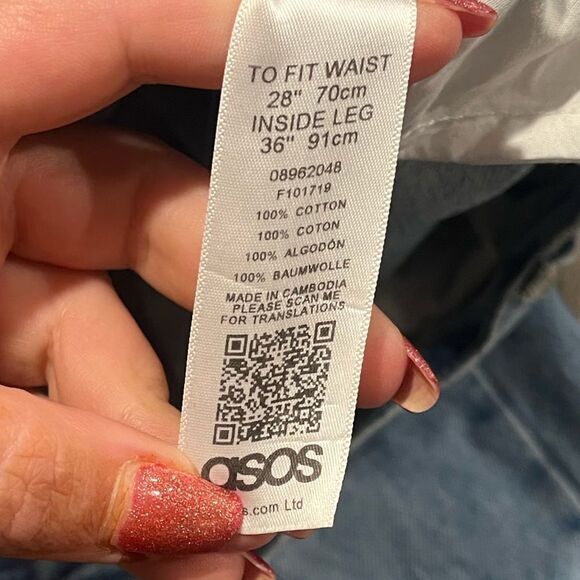 TO FIT WAIST
28" 70cm
INSIDE LEG
36" 91cm
08962048
F101719
100% COTTON
100% COTON
100% ALGODÓN
100% BAUMWOLLE
MADE IN CAMBODIA
PLEASE SCAN ME
FOR TRANSLATIONS
asos
s.com Ltd